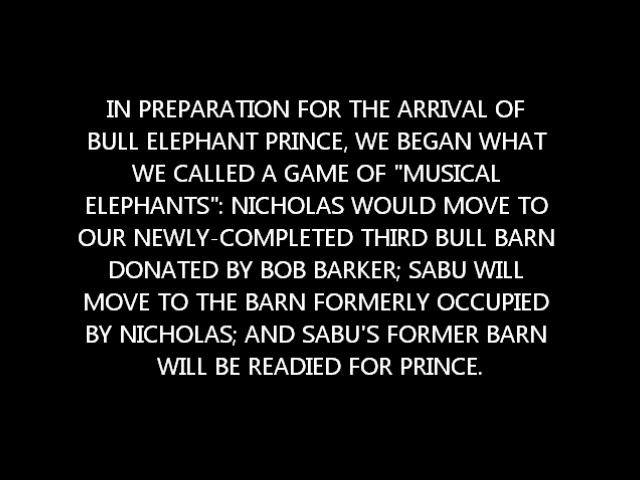 IN PREPARATION FOR THE ARRIVAL OF
BULL ELEPHANT PRINCE, WE BEGAN WHAT
WE CALLED A GAME OF "MUSICAL
ELEPHANTS": NICHOLAS WOULD MOVE TO
OUR NEWLY-COMPLETED THIRD BULL BARN
DONATED BY BOB BARKER; SABU WILL
MOVE TO THE BARN FORMERLY OCCUPIED
BY NICHOLAS; AND SABU'S FORMER BARN
WILL BE READIED FOR PRINCE.